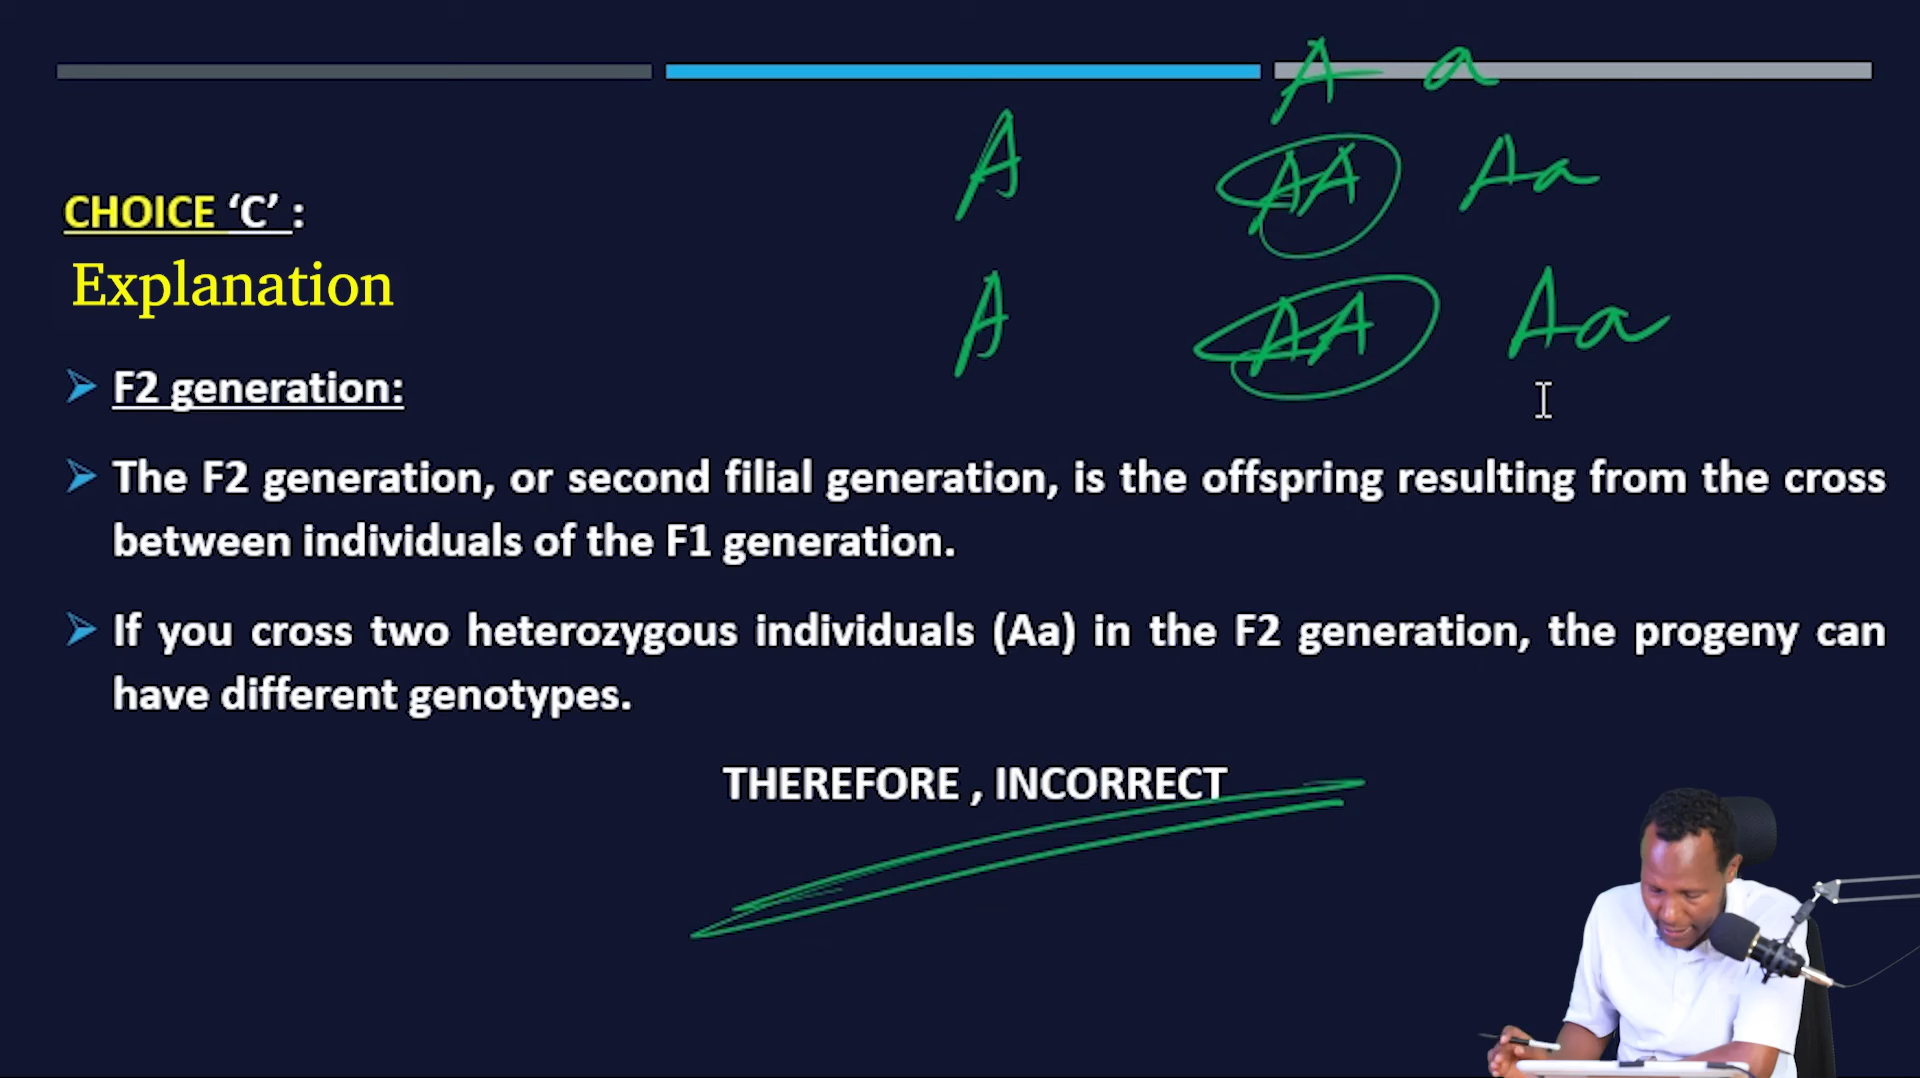 A a
A AA Aa
CHOICE ‘C’ :
Explanation
A AA Aa
F2 generation:
The F2 generation, or second filial generation, is the offspring resulting from the cross
between individuals of the F1 generation.
If you cross two heterozygous individuals (Aa) in the F2 generation, the progeny can
have different genotypes.
THEREFORE , INCORRECT